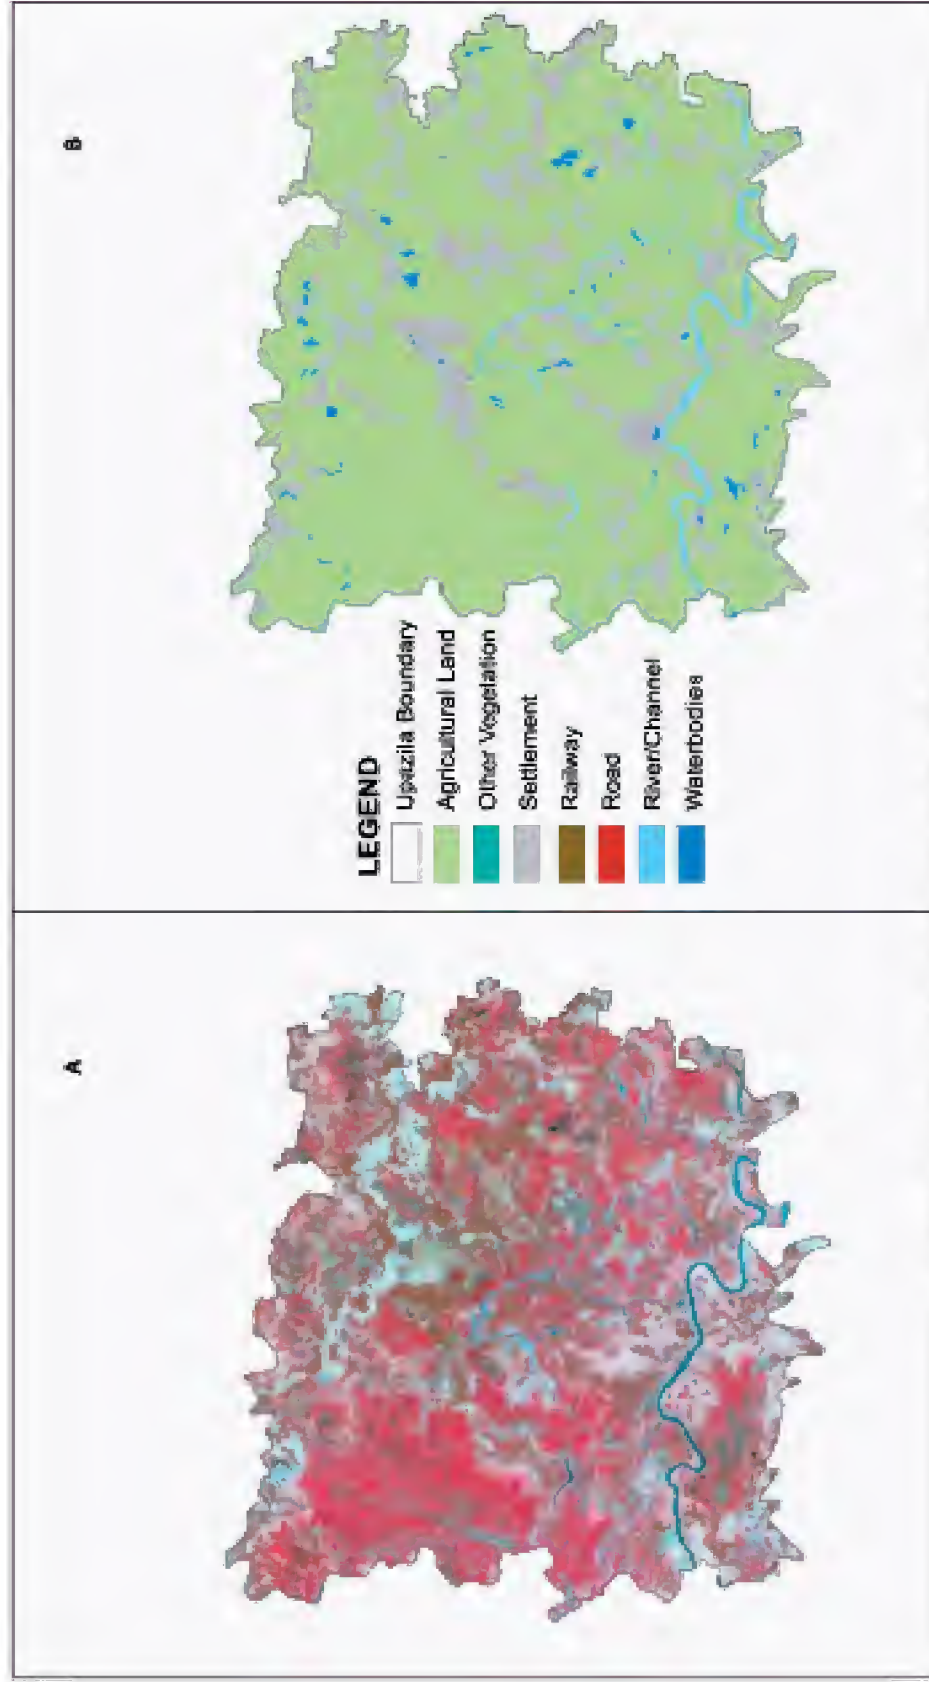 A
B
LEGEND
Upazila Boundary
Agricultural Land
Other Vegetation
Settlement
Railway
Road
River/Channel
Waterbodies